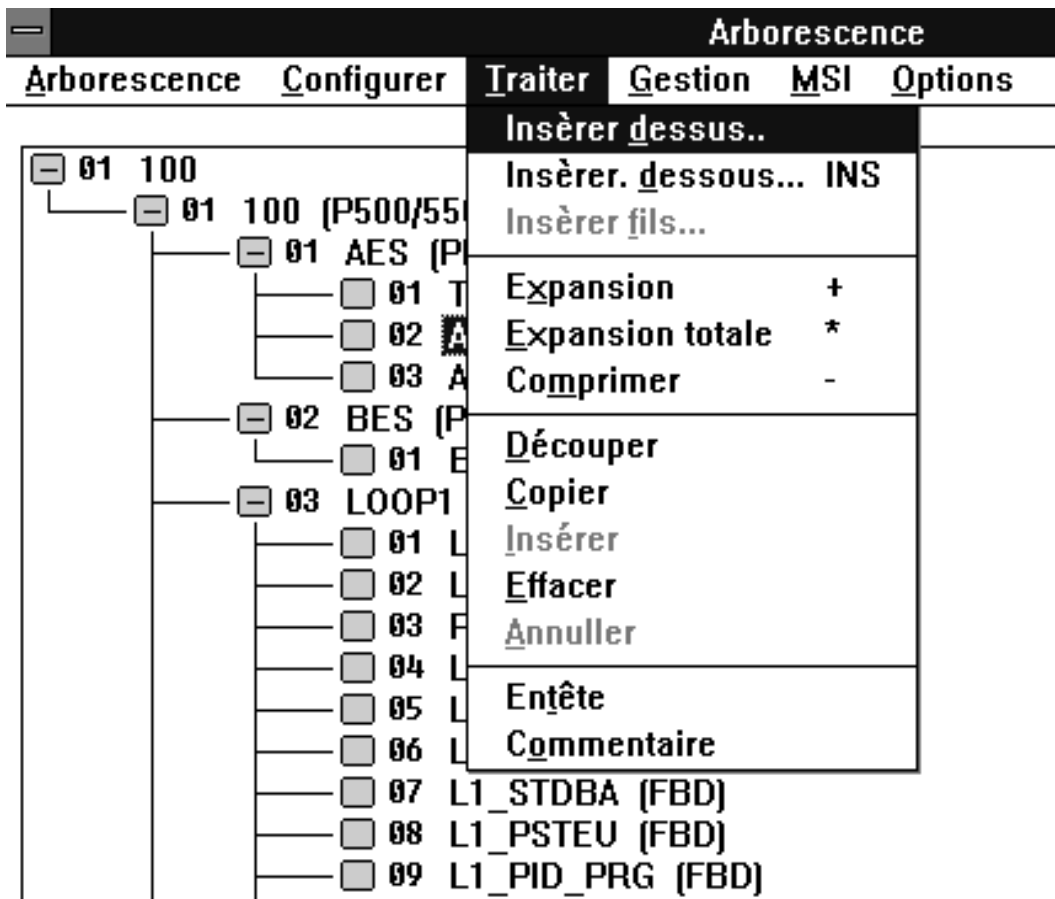 Arborescence
Arborescence Configurer Traiter Gestion MSI Options
Insèrer dessus..
Insèrer. dessous... INS
Insèrer fils...
Expansion +
Expansion totale *
Comprimer -
Découper
Copier
Insérer
Effacer
Annuller
Entête
Commentaire
01 100
01 100 (P500/55
01 AES (P
01 T
02 A
03 A
02 BES (P
01
03 LOOP1
01 L
02 L
03
04 L
05 L
06 L
07 L1_STDBA (FBD)
08 L1_PSTEU (FBD)
09 L1_PID_PRG (FBD)